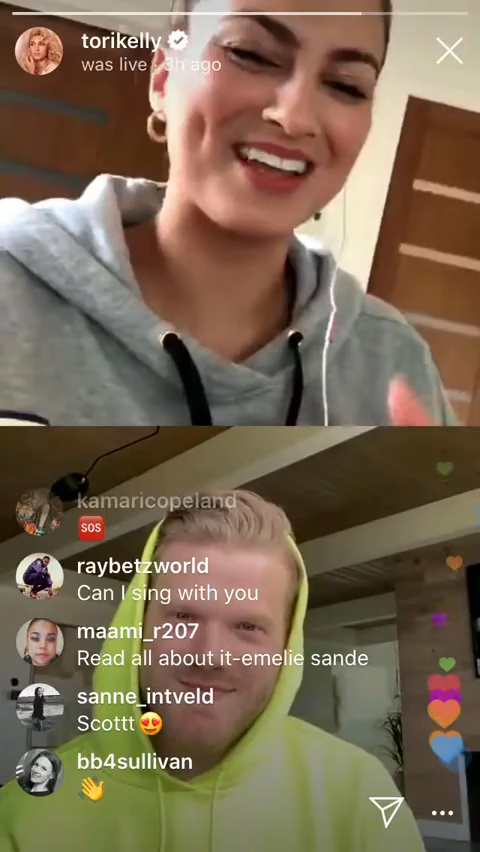 torikelly
was live · 3h ago
kamaricopeland
🆘
raybetzworld
Can I sing with you
maami_r207
Read all about it-emelie sande
sanne_intveld
Scottt😍
bb4sullivan
👋